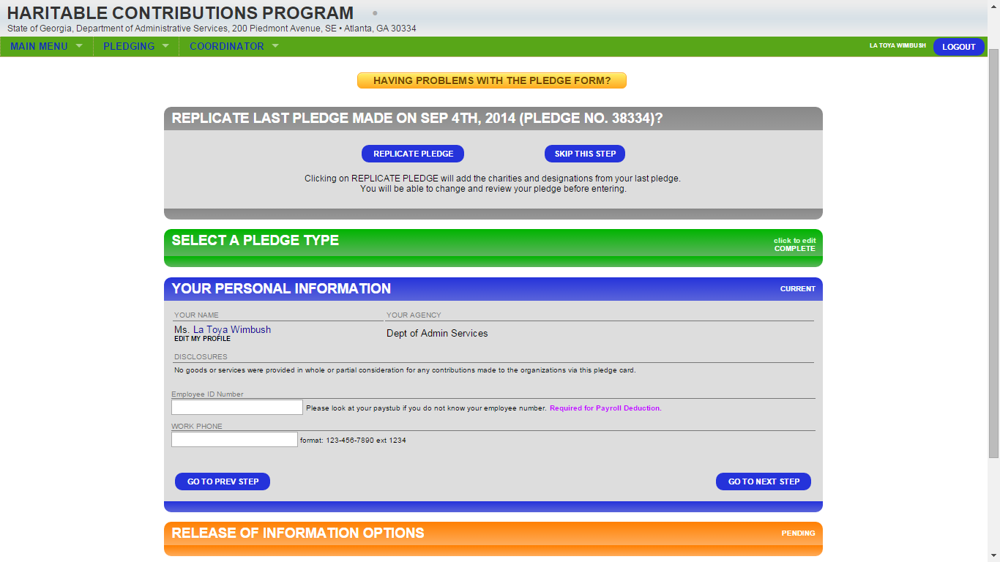 HARITABLE CONTRIBUTIONS PROGRAM
State of Georgia, Department of Administrative Services, 200 Piedmont Avenue, SE • Atlanta, GA 30334
MAIN MENU PLEDGING COORDINATOR LA TOYA WIMBUSH LOGOUT
HAVING PROBLEMS WITH THE PLEDGE FORM?
REPLICATE LAST PLEDGE MADE ON SEP 4TH, 2014 (PLEDGE NO. 38334)?
REPLICATE PLEDGE SKIP THIS STEP
Clicking on REPLICATE PLEDGE will add the charities and designations from your last pledge.
You will be able to change and review your pledge before entering.
SELECT A PLEDGE TYPE click to edit
COMPLETE
YOUR PERSONAL INFORMATION CURRENT
YOUR NAME YOUR AGENCY
Ms. La Toya Wimbush
EDIT MY PROFILE
Dept of Admin Services
DISCLOSURES
No goods or services were provided in whole or partial consideration for any contributions made to the organizations via this pledge card.
Employee ID Number
Please look at your paystub if you do not know your employee number. Required for Payroll Deduction.
WORK PHONE
format: 123-456-7890 ext 1234
GO TO PREV STEP GO TO NEXT STEP
RELEASE OF INFORMATION OPTIONS PENDING